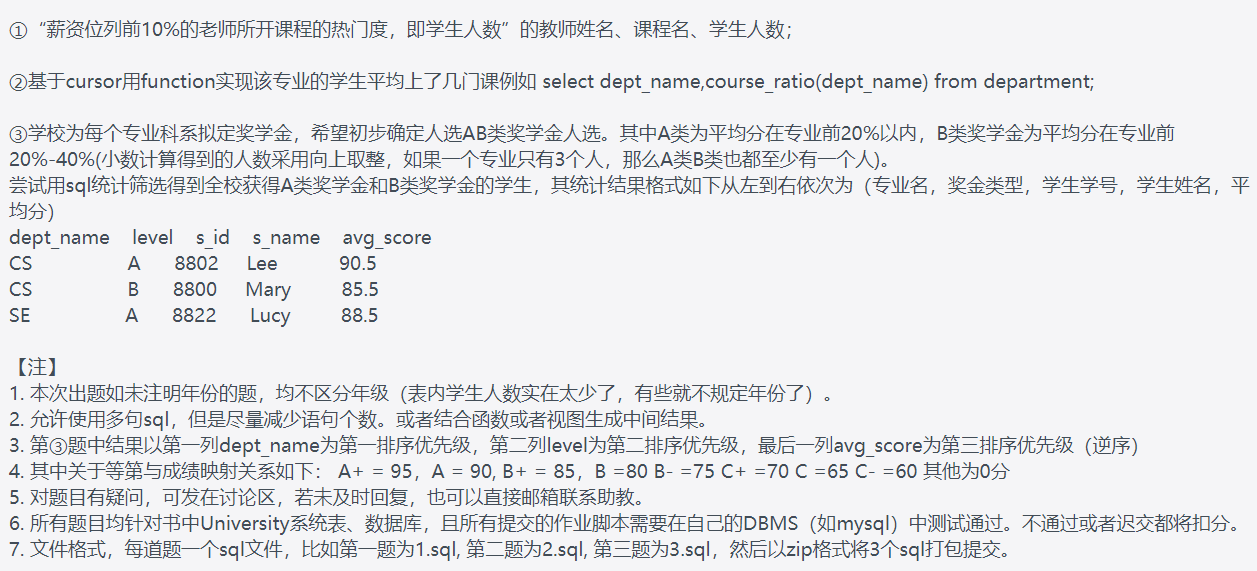 ①“薪资位列前10%的老师所开课程的热门度，即学生人数”的教师姓名、课程名、学生人数；
②基于cursor用function实现该专业的学生平均上了几门课例如 select dept_name,course_ratio(dept_name) from department;
③学校为每个专业科系拟定奖学金，希望初步确定人选AB类奖学金人选。其中A类为平均分在专业前20%以内，B类奖学金为平均分在专业前
20%-40%(小数计算得到的人数采用向上取整，如果一个专业只有3个人，那么A类B类也都至少有一个人)。
尝试用sql统计筛选得到全校获得A类奖学金和B类奖学金的学生，其统计结果格式如下从左到右依次为（专业名，奖金类型，学生学号，学生姓名，平
均分）
dept_name level s_id s_name avg_score
CS A 8802 Lee 90.5
CS B 8800 Mary 85.5
SE A 8822 Lucy 88.5
【注】
1. 本次出题如未注明年份的题，均不区分年级（表内学生人数实在太少了，有些就不规定年份了）。
2. 允许使用多句sql，但是尽量减少语句个数。或者结合函数或者视图生成中间结果。
3. 第③题中结果以第一列dept_name为第一排序优先级，第二列level为第二排序优先级，最后一列avg_score为第三排序优先级（逆序）
4. 其中关于等第与成绩映射关系如下： A+ = 95，A = 90, B+ = 85，B =80 B- =75 C+ =70 C =65 C- =60 其他为0分
5. 对题目有疑问，可发在讨论区，若未及时回复，也可以直接邮箱联系助教。
6. 所有题目均针对书中University系统表、数据库，且所有提交的作业脚本需要在自己的DBMS（如mysql）中测试通过。不通过或者迟交都将扣分。
7. 文件格式，每道题一个sql文件，比如第一题为1.sql, 第二题为2.sql, 第三题为3.sql，然后以zip格式将3个sql打包提交。